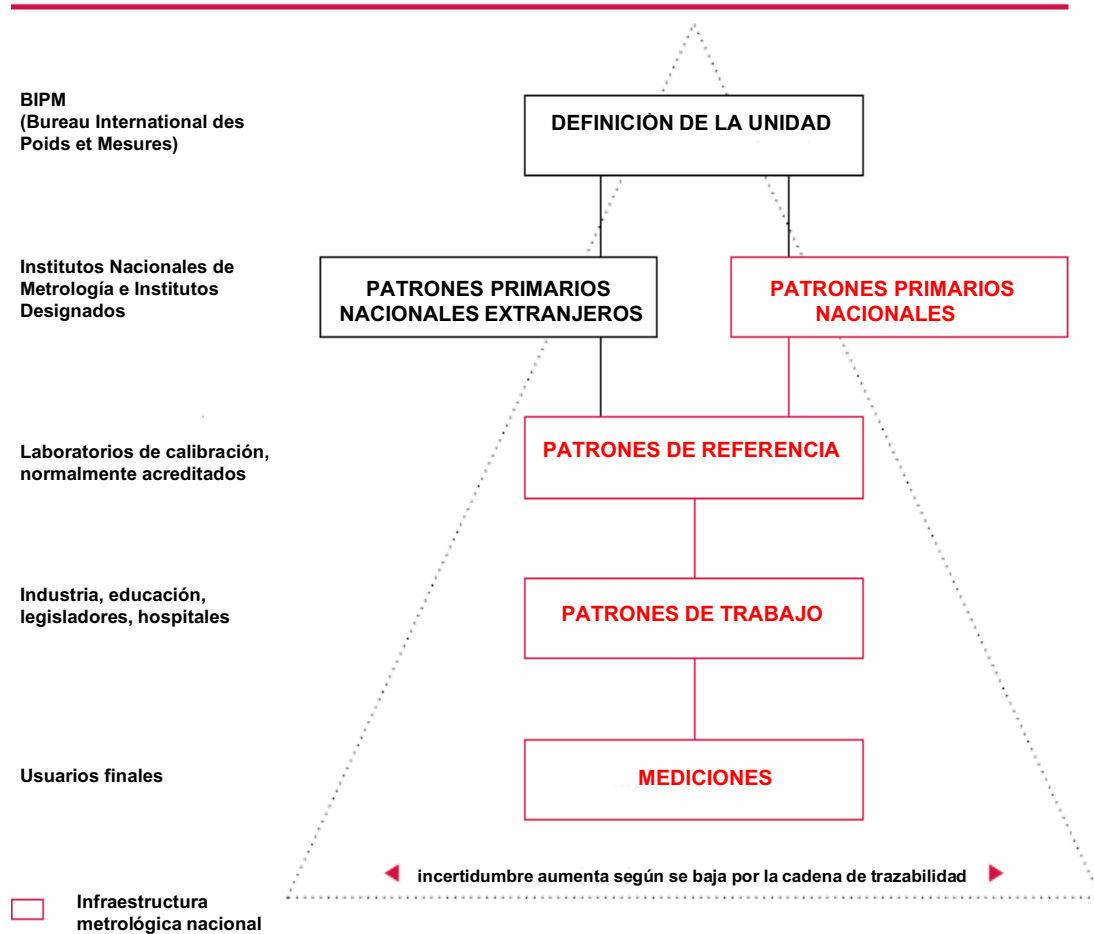 BIPM
(Bureau International des
Poids et Mesures)
DEFINICIÓN DE LA UNIDAD
Institutos Nacionales de
Metrología e Institutos
Designados
PATRONES PRIMARIOS
NACIONALES EXTRANJEROS
PATRONES PRIMARIOS
NACIONALES
Laboratorios de calibración,
normalmente acreditados
PATRONES DE REFERENCIA
Industria, educación,
legisladores, hospitales
PATRONES DE TRABAJO
Usuarios finales
MEDICIONES
incertidumbre aumenta según se baja por la cadena de trazabilidad
Infraestructura
metrológica nacional